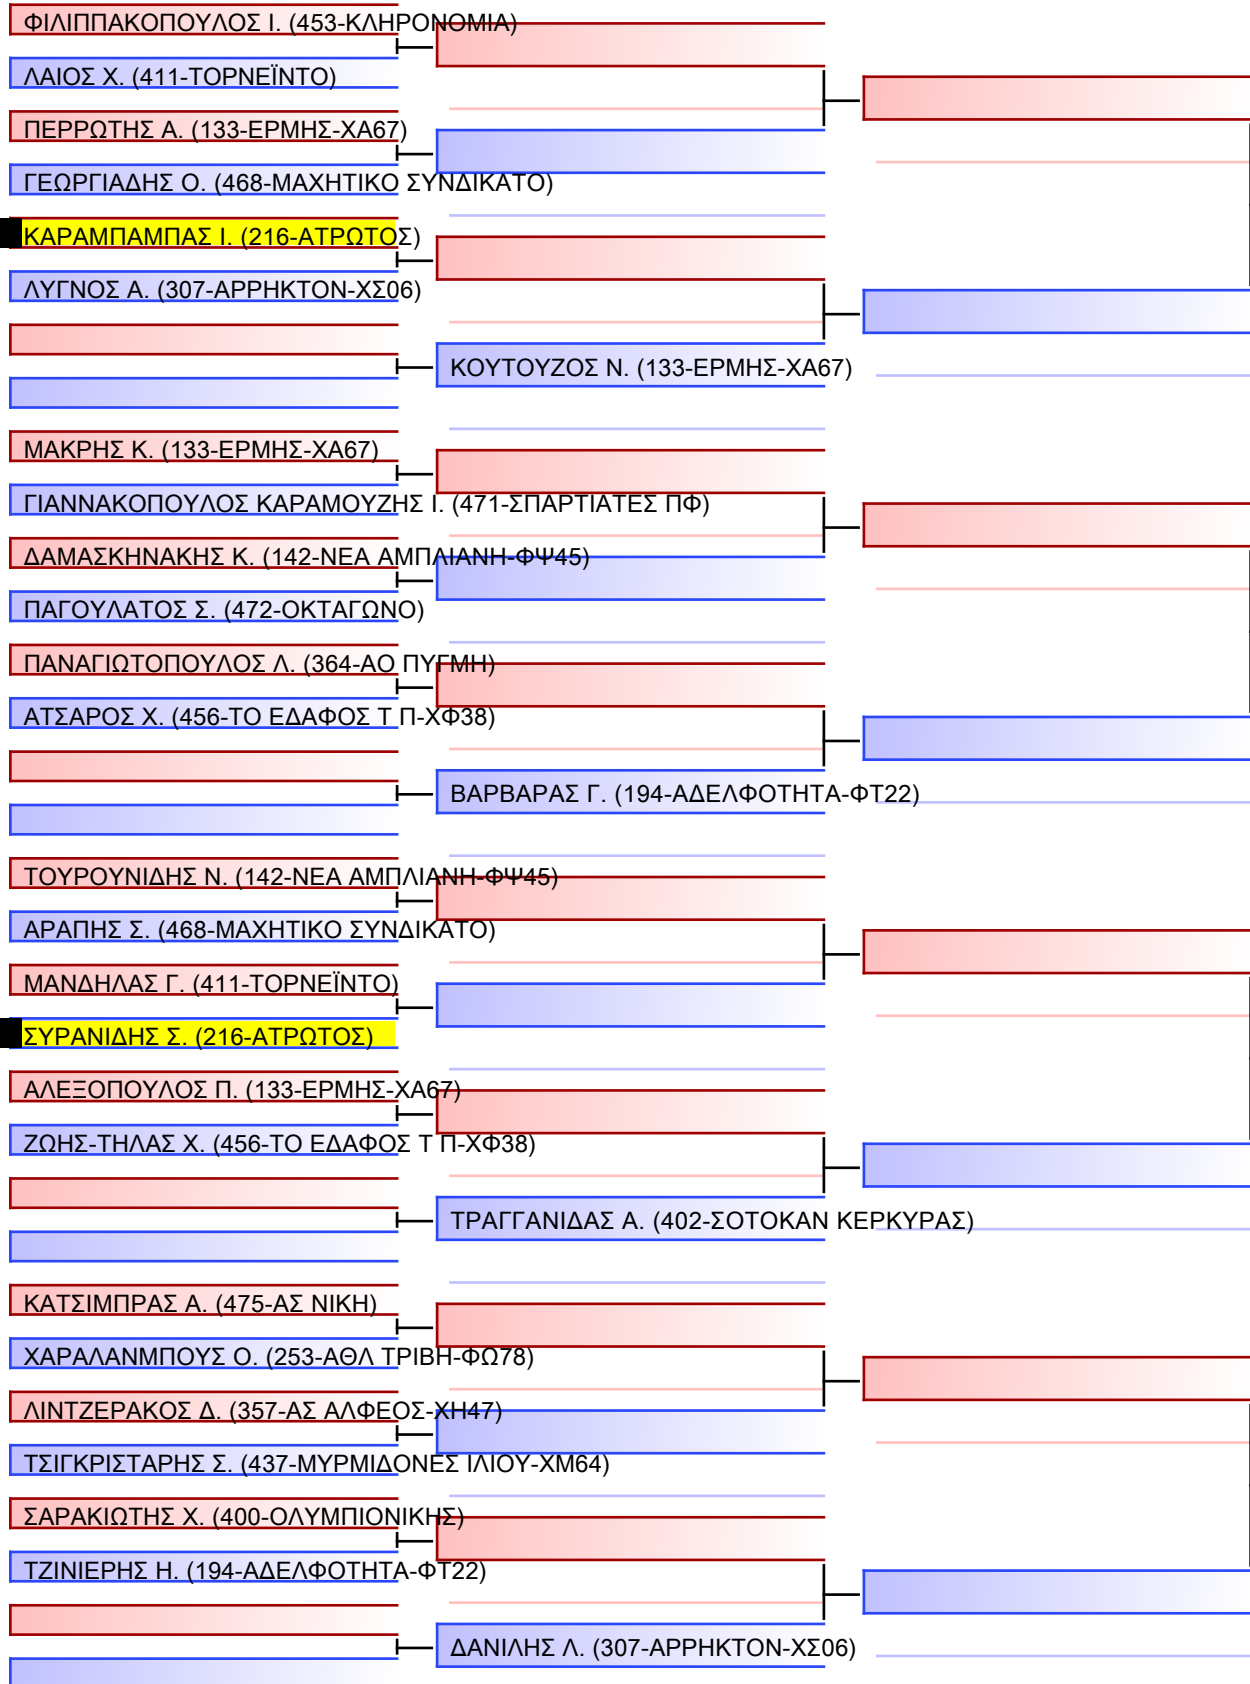 ΦΙΛΙΠΠΑΚΟΠΟΥΛΟΣ Ι. (453-ΚΛΗΡΟΝΟΜΙΑ)
ΛΑΙΟΣ Χ. (411-ΤΟΡΝΕΪΝΤΟ)
ΠΕΡΡΩΤΗΣ Α. (133-ΕΡΜΗΣ-ΧΑ67)
ΓΕΩΡΓΙΑΔΗΣ Ο. (468-ΜΑΧΗΤΙΚΟ ΣΥΝΔΙΚΑΤΟ)
ΚΑΡΑΜΠΑΜΠΑΣ Ι. (216-ΑΤΡΩΤΟΣ)
ΛΥΓΝΟΣ Α. (307-ΑΡΡΗΚΤΟΝ-ΧΣ06)
ΚΟΥΤΟΥΖΟΣ Ν. (133-ΕΡΜΗΣ-ΧΑ67)
ΜΑΚΡΗΣ Κ. (133-ΕΡΜΗΣ-ΧΑ67)
ΓΙΑΝΝΑΚΟΠΟΥΛΟΣ ΚΑΡΑΜΟΥΖΗΣ Ι. (471-ΣΠΑΡΤΙΑΤΕΣ ΠΦ)
ΔΑΜΑΣΚΗΝΑΚΗΣ Κ. (142-ΝΕΑ ΑΜΠΛΙΑΝΗ-ΦΨ45)
ΠΑΓΟΥΛΑΤΟΣ Σ. (472-ΟΚΤΑΓΩΝΟ)
ΠΑΝΑΓΙΩΤΟΠΟΥΛΟΣ Λ. (364-ΑΟ ΠΥΓΜΗ)
ΑΤΣΑΡΟΣ Χ. (456-ΤΟ ΕΔΑΦΟΣ Τ Π-ΧΦ38)
ΒΑΡΒΑΡΑΣ Γ. (194-ΑΔΕΛΦΟΤΗΤΑ-ΦΤ22)
ΤΟΥΡΟΥΝΙΔΗΣ Ν. (142-ΝΕΑ ΑΜΠΛΙΑΝΗ-ΦΨ45)
ΑΡΑΠΗΣ Σ. (468-ΜΑΧΗΤΙΚΟ ΣΥΝΔΙΚΑΤΟ)
ΜΑΝΔΗΛΑΣ Γ. (411-ΤΟΡΝΕΪΝΤΟ)
ΣΥΡΑΝΙΔΗΣ Σ. (216-ΑΤΡΩΤΟΣ)
ΑΛΕΞΟΠΟΥΛΟΣ Π. (133-ΕΡΜΗΣ-ΧΑ67)
ΖΩΗΣ-ΤΗΛΑΣ Χ. (456-ΤΟ ΕΔΑΦΟΣ Τ Π-ΧΦ38)
ΤΡΑΓΓΑΝΙΔΑΣ Α. (402-ΣΟΤΟΚΑΝ ΚΕΡΚΥΡΑΣ)
ΚΑΤΣΙΜΠΡΑΣ Α. (475-ΑΣ ΝΙΚΗ)
ΧΑΡΑΛΑΝΜΠΟΥΣ Ο. (253-ΑΘΛ ΤΡΙΒΗ-ΦΩ78)
ΛΙΝΤΖΕΡΑΚΟΣ Δ. (357-ΑΣ ΑΛΦΕΟΣ-ΧΗ47)
ΤΣΙΓΚΡΙΣΤΑΡΗΣ Σ. (437-ΜΥΡΜΙΔΟΝΕΣ ΙΛΙΟΥ-ΧΜ64)
ΣΑΡΑΚΙΩΤΗΣ Χ. (400-ΟΛΥΜΠΙΟΝΙΚΗΣ)
ΤΖΙΝΙΕΡΗΣ Η. (194-ΑΔΕΛΦΟΤΗΤΑ-ΦΤ22)
ΔΑΝΙΛΗΣ Λ. (307-ΑΡΡΗΚΤΟΝ-ΧΣ06)